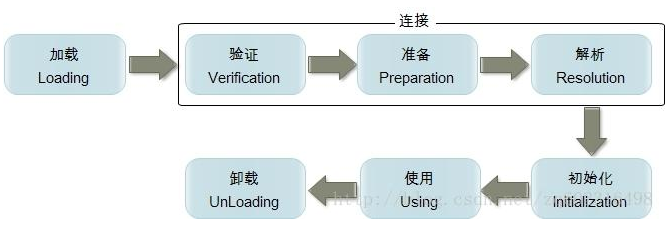 连接
加载
Loading
验证
Verification
准备
Preparation
解析
Resolution
初始化
Initialization
使用
Using
卸载
UnLoading